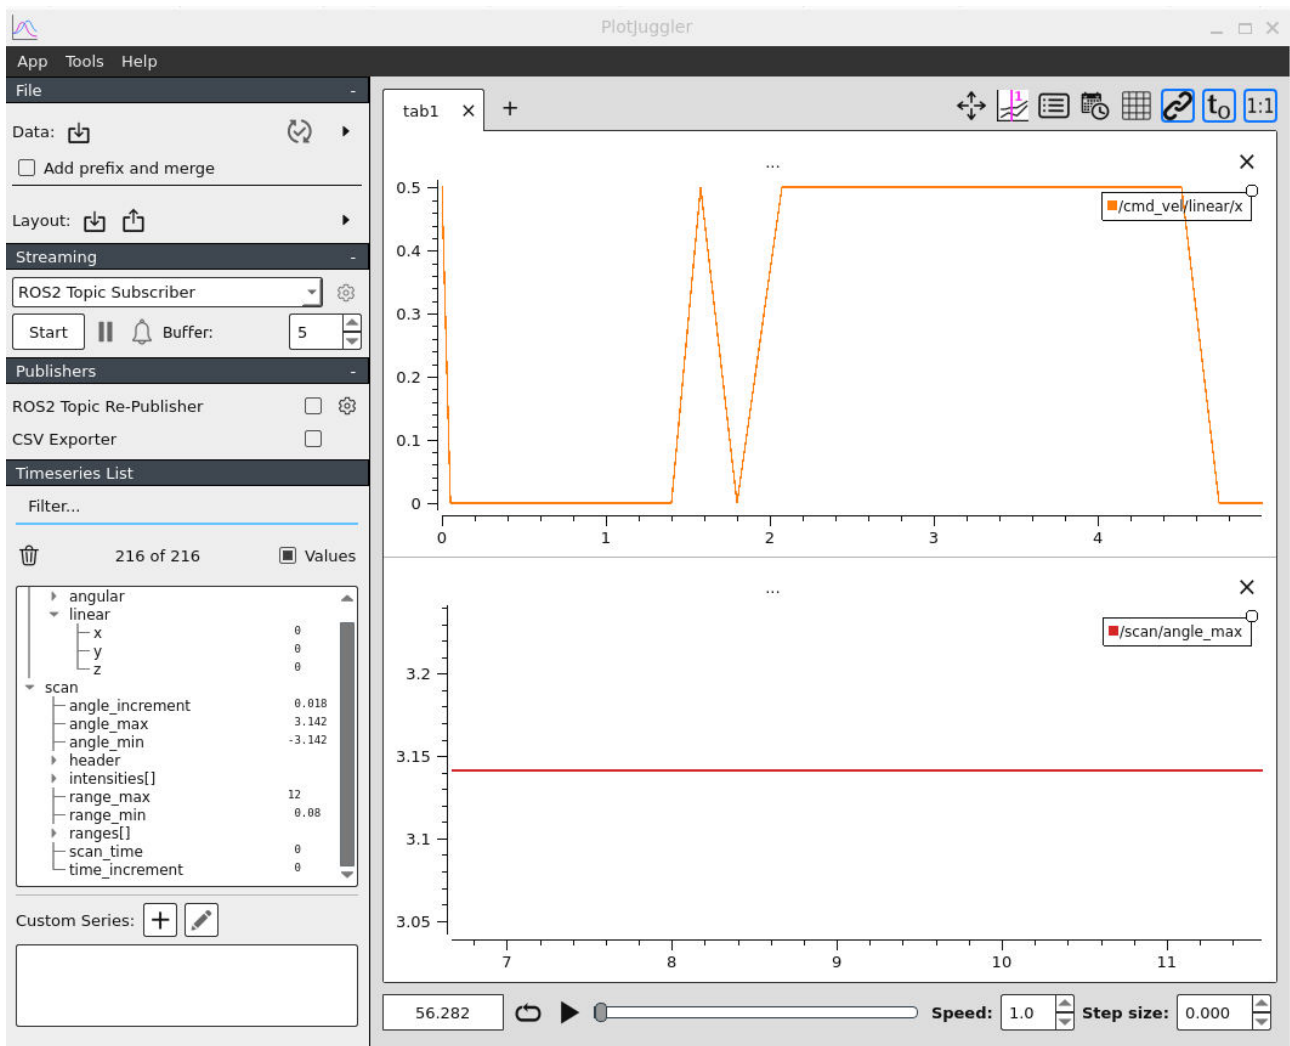 PlotJuggler
App Tools Help
File -
Data:
Add prefix and merge
Layout:
Streaming -
ROS2 Topic Subscriber
Start Buffer: 5
Publishers -
ROS2 Topic Re-Publisher
CSV Exporter
Timeseries List
Filter...
216 of 216 Values
angular
linear
x 0
y 0
z 0
scan
angle_increment 0.018
angle_max 3.142
angle_min -3.142
header
intensities[]
range_max 12
range_min 0.08
ranges[]
scan_time 0
time_increment 0
Custom Series: +
tab1 +
1
t0 1:1
...
0.5
0.4
0.3
0.2
0.1
0
/cmd_vel/linear/x
0 1 2 3 4
...
3.2
3.15
3.1
3.05
/scan/angle_max
7 8 9 10 11
56.282 Speed: 1.0 Step size: 0.000